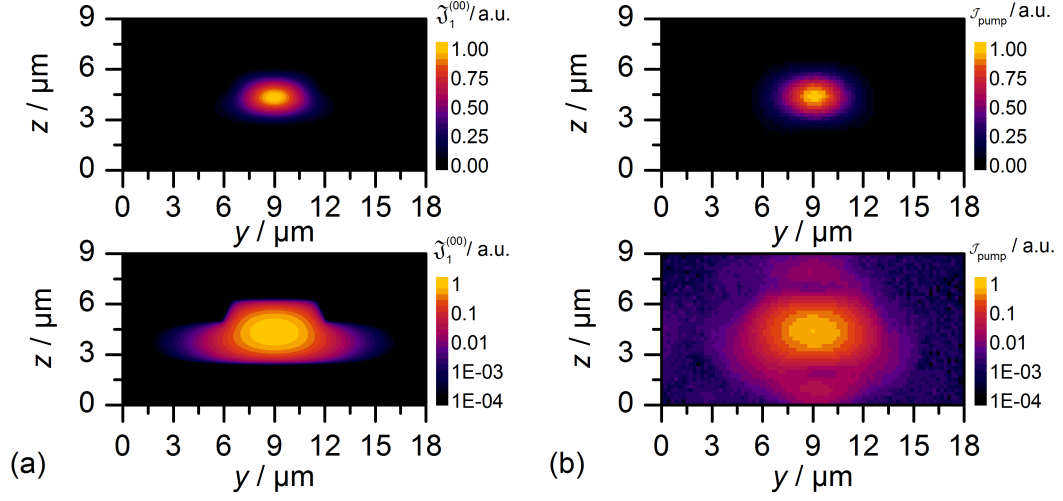 9
6
3
0
z / µm
0 3 6 9 12 15 18
y / µm
𝔍₁⁽⁰⁰⁾/ a.u.
1.00
0.75
0.50
0.25
0.00
9
6
3
0
z / µm
0 3 6 9 12 15 18
y / µm
𝒥pump / a.u.
1.00
0.75
0.50
0.25
0.00
9
6
3
0
z / µm
0 3 6 9 12 15 18
y / µm
𝔍₁⁽⁰⁰⁾/ a.u.
1
0.1
0.01
1E-03
1E-04
(a)
9
6
3
0
z / µm
0 3 6 9 12 15 18
y / µm
𝒥pump / a.u.
1
0.1
0.01
1E-03
1E-04
(b)